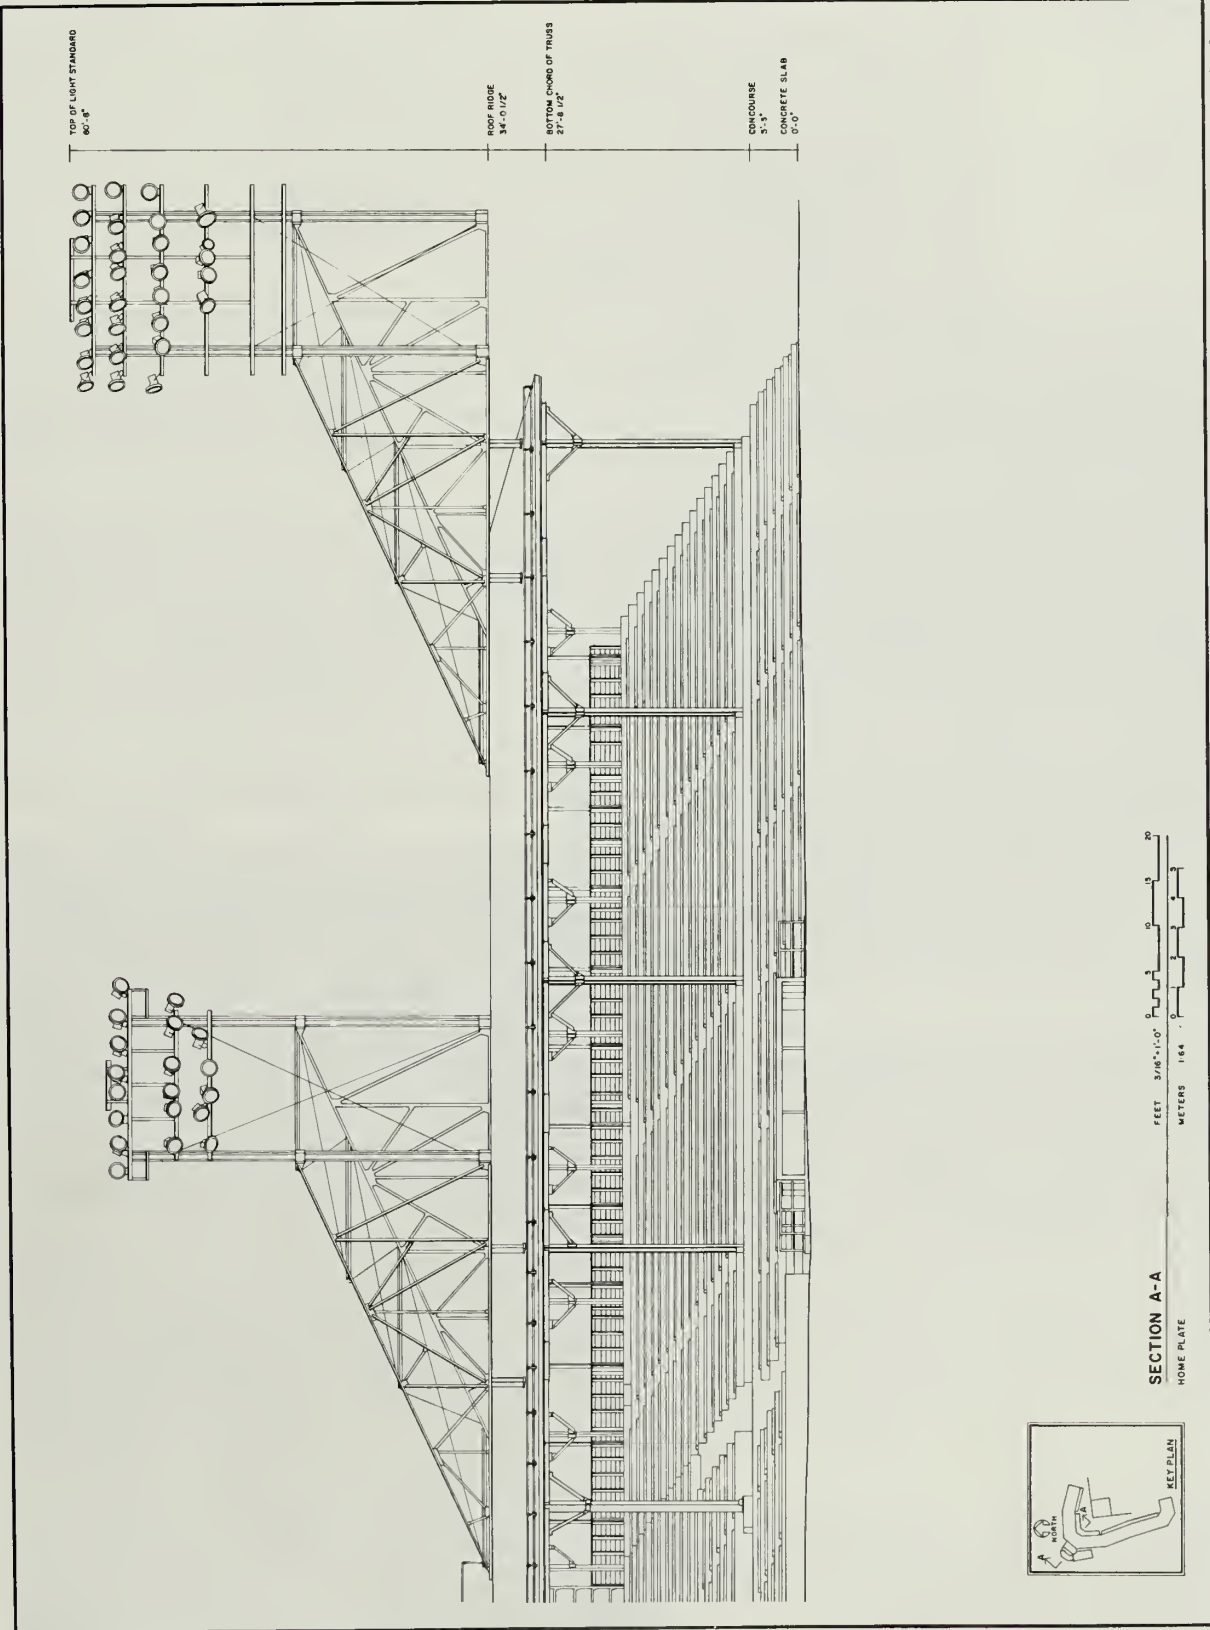 TOP OF LIGHT STANDARD
60'-8"
ROOF RIDGE
34'-0 1/2"
BOTTOM CHORD OF TRUSS
27'-8 1/2"
CONCOURSE
5'-5"
CONCRETE SLAB
0'-0"
A
NORTH
A
KEY PLAN
SECTION A-A
HOME PLATE
FEET 3/16"=1'-0"
0 5 10 15 20
METERS 1:64
0 1 2 3 4 5